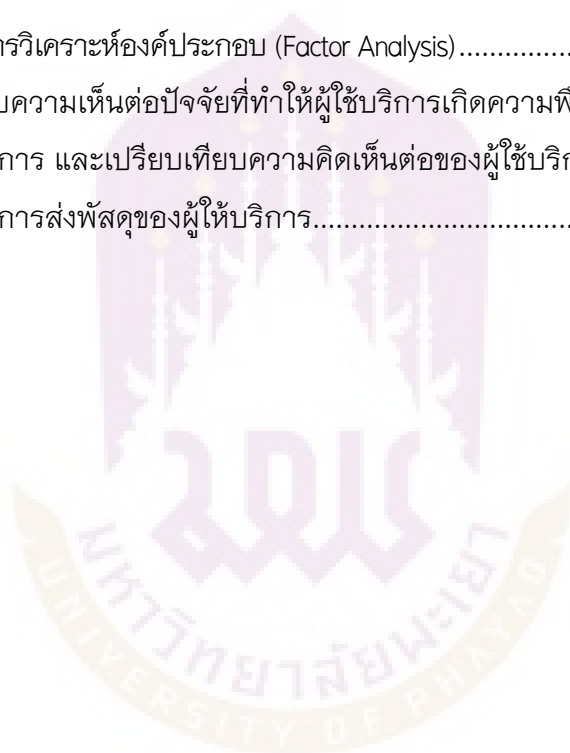 ารวิเคราะห์องค์ประกอบ (Factor Analysis)...............
บความเห็นต่อปัจจัยที่ทำให้ผู้ใช้บริการเกิดความพึ
การ และเปรียบเทียบความคิดเห็นต่อของผู้ใช้บริก
การส่งพัสดุของผู้ให้บริการ..................................
มพย
มหาวิทยาลัยพะเยา
UNIVERSITY OF PHAYAO